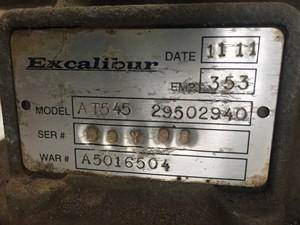 Excalibur
DATE 11 11
EMP. 353
MODEL AT545 29502940
SER #
WAR # A5016504